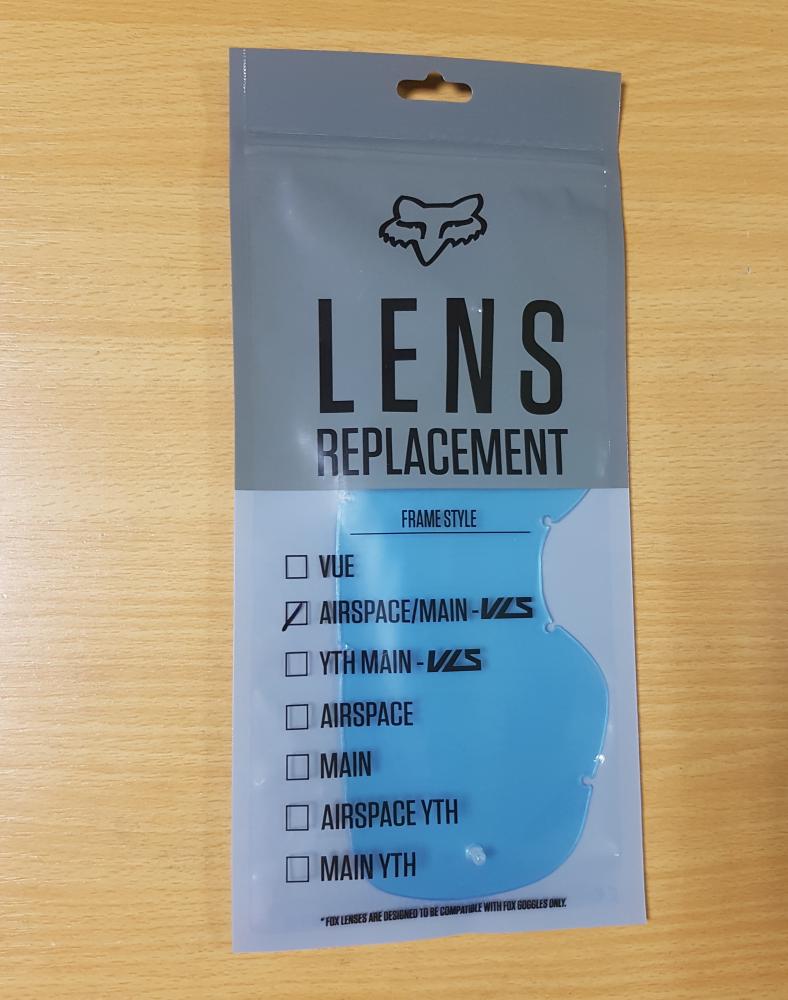 LENS
REPLACEMENT
FRAME STYLE
VUE
AIRSPACE/MAIN - VLS
YTH MAIN - VLS
AIRSPACE
MAIN
AIRSPACE YTH
MAIN YTH
*FOX LENSES ARE DESIGNED TO BE COMPATIBLE WITH FOX GOGGLES ONLY.